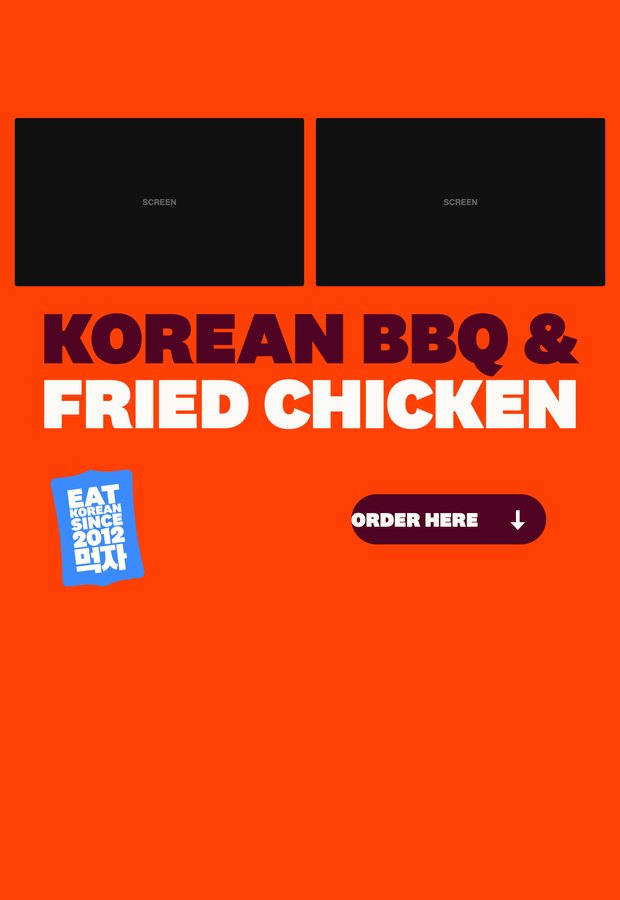 SCREEN
SCREEN
KOREAN BBQ &
FRIED CHICKEN
EAT
KOREAN
SINCE
2012
먹자
ORDER HERE ↓